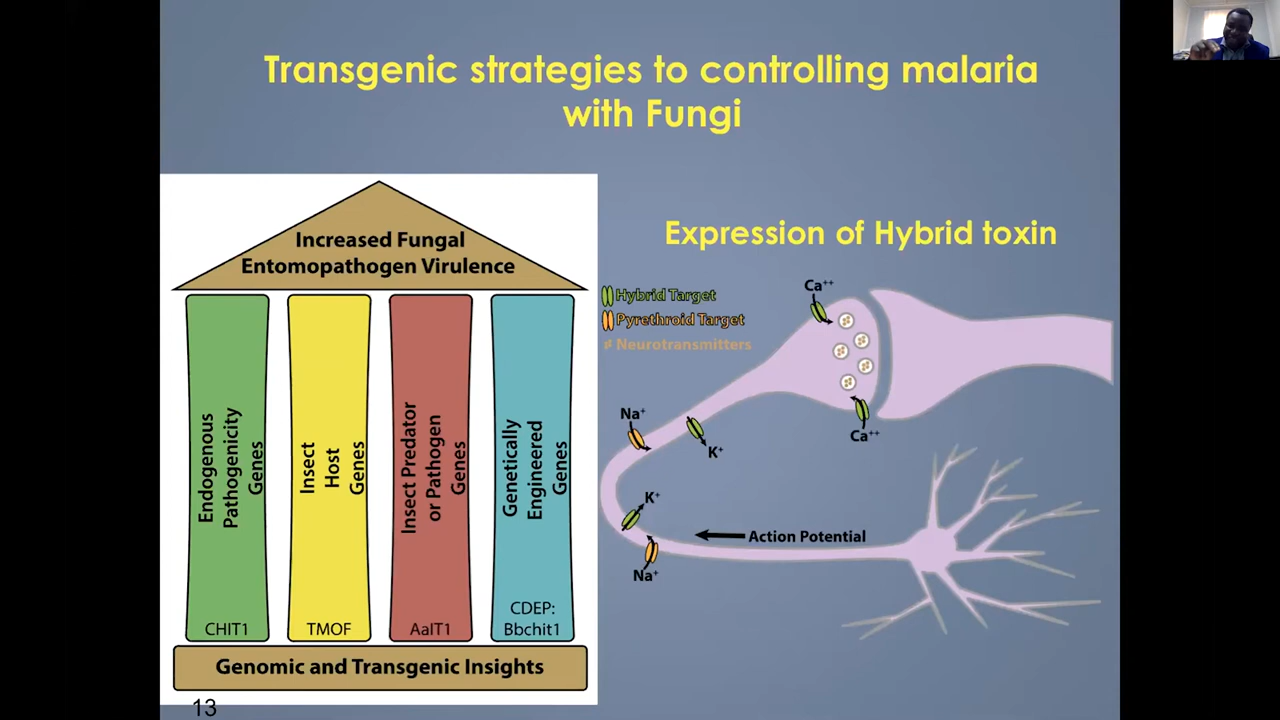 Transgenic strategies to controlling malaria
with Fungi
Increased Fungal
Entomopathogen Virulence
Endogenous
Pathogenicity
Genes
CHIT1
Insect
Host
Genes
TMOF
Insect Predator
or Pathogen
Genes
AaIT1
Genetically
Engineered
Genes
CDEP:
Bbchit1
Genomic and Transgenic Insights
13
Expression of Hybrid toxin
Hybrid Target
Pyrethroid Target
Neurotransmitters
Ca⁺⁺
Ca⁺⁺
Na⁺
K⁺
K⁺
Na⁺
Action Potential